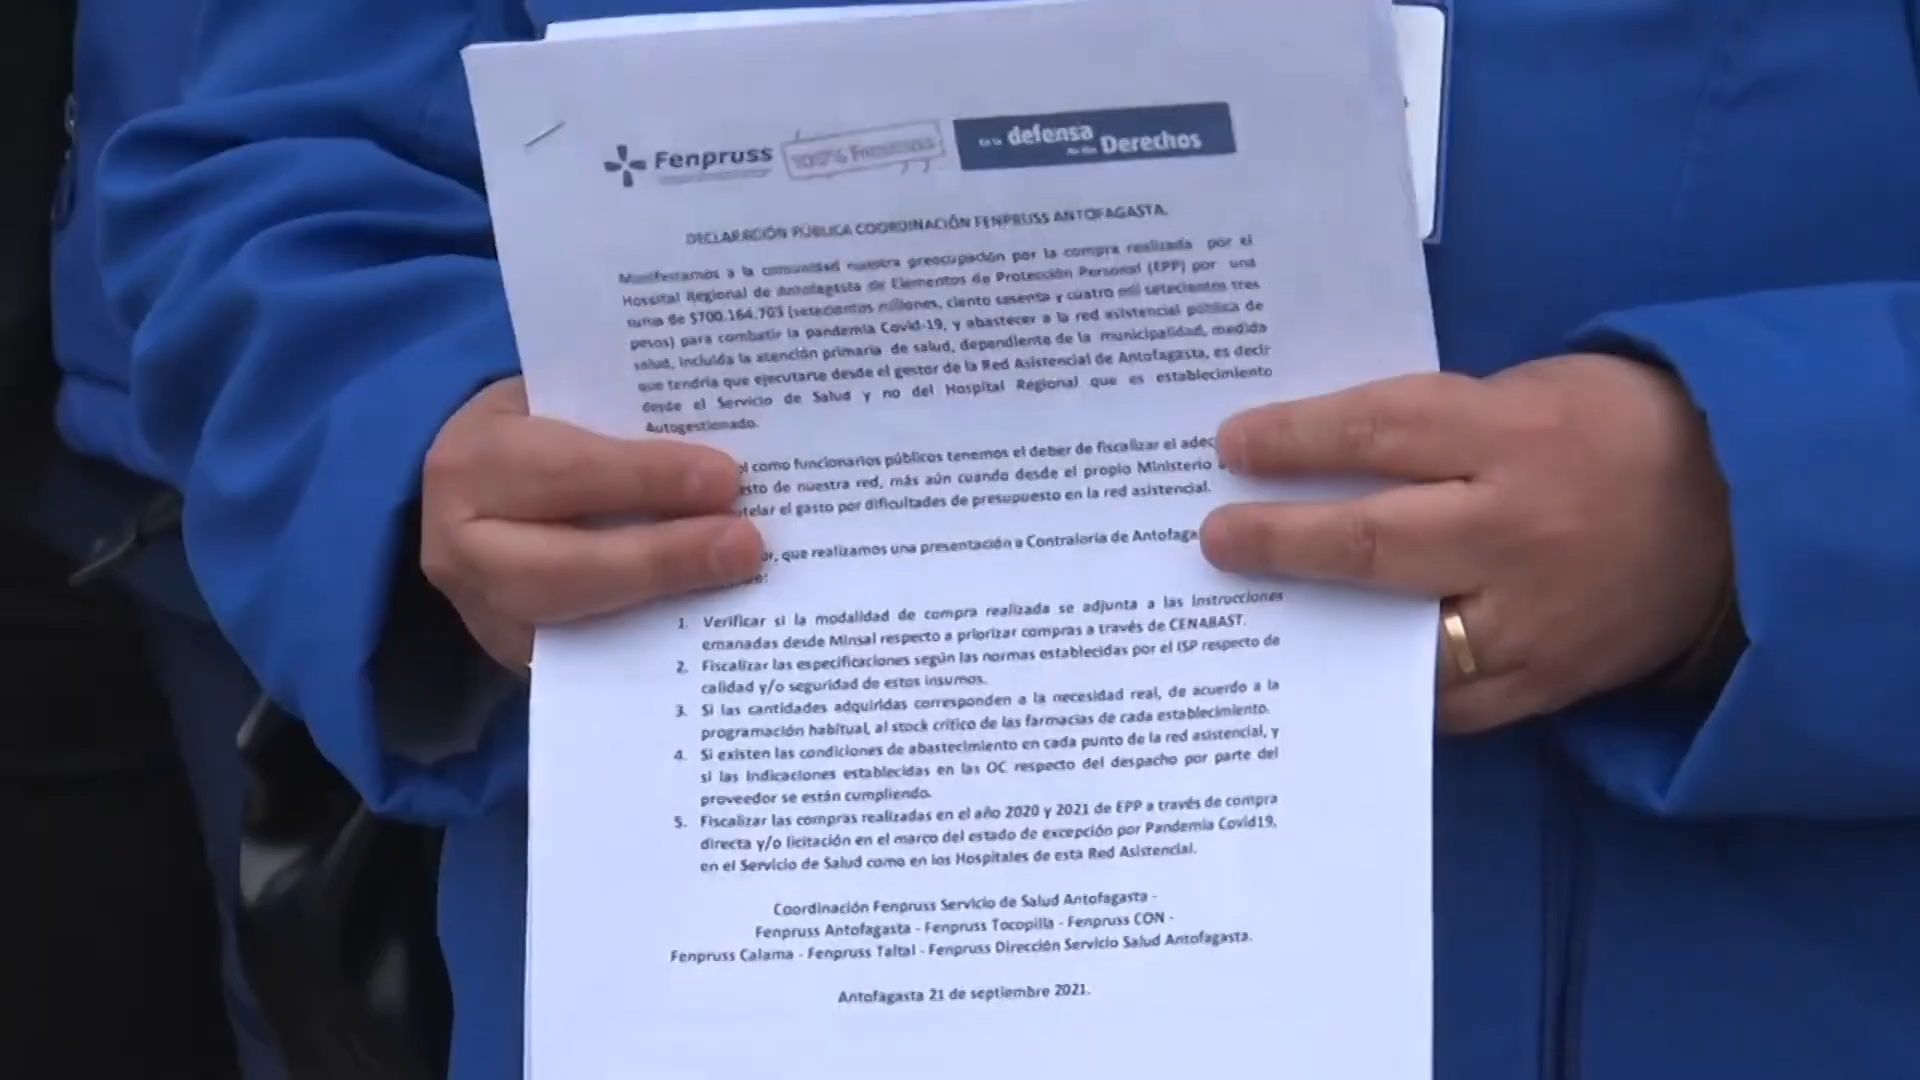 Fenpruss 100% Fenpruss en la defensa de los Derechos
DECLARACIÓN PÚBLICA COORDINACIÓN FENPRUSS ANTOFAGASTA.
Manifestamos a la comunidad nuestra preocupación por la compra realizada por el
Hospital Regional de Antofagasta de Elementos de Protección Personal (EPP) por una
suma de $700.164.703 (setecientos millones, ciento sesenta y cuatro mil setecientos tres
pesos) para combatir la pandemia Covid-19, y abastecer a la red asistencial pública de
salud, incluida la atención primaria de salud, dependiente de la municipalidad, medida
que tendría que ejecutarse desde el gestor de la Red Asistencial de Antofagasta, es decir
desde el Servicio de Salud y no del Hospital Regional que es establecimiento
Autogestionado.
como funcionarios públicos tenemos el deber de fiscalizar el adec
esto de nuestra red, más aún cuando desde el propio Ministerio
utelar el gasto por dificultades de presupuesto en la red asistencial.
or, que realizamos una presentación a Contraloría de Antofaga
1. Verificar si la modalidad de compra realizada se adjunta a las instrucciones
emanadas desde Minsal respecto a priorizar compras a través de CENABAST.
2. Fiscalizar las especificaciones según las normas establecidas por el ISP respecto de
calidad y/o seguridad de estos insumos.
3. Si las cantidades adquiridas corresponden a la necesidad real, de acuerdo a la
programación habitual, al stock crítico de las farmacias de cada establecimiento.
4. Si existen las condiciones de abastecimiento en cada punto de la red asistencial, y
si las indicaciones establecidas en las OC respecto del despacho por parte del
proveedor se están cumpliendo.
5. Fiscalizar las compras realizadas en el año 2020 y 2021 de EPP a través de compra
directa y/o licitación en el marco del estado de excepción por Pandemia Covid19,
en el Servicio de Salud como en los Hospitales de esta Red Asistencial.
Coordinación Fenpruss Servicio de Salud Antofagasta -
Fenpruss Antofagasta - Fenpruss Tocopilla - Fenpruss CON -
Fenpruss Calama - Fenpruss Taltal - Fenpruss Dirección Servicio Salud Antofagasta.
Antofagasta 21 de septiembre 2021.